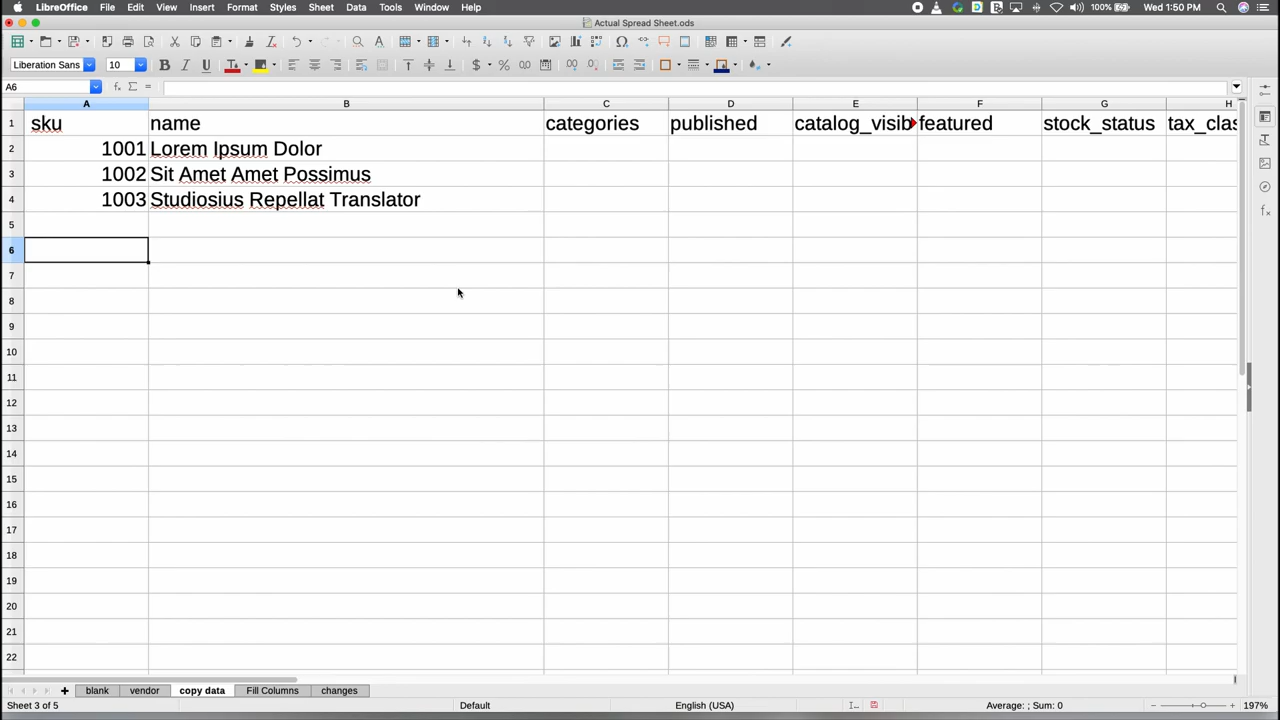 LibreOffice File Edit View Insert Format Styles Sheet Data Tools Window Help 100% Wed 1:50 PM
Actual Spread Sheet.ods
Liberation Sans 10
A6
A B C D E F G H
1 sku name categories published catalog_visib featured stock_status tax_clas
2 1001 Lorem Ipsum Dolor
3 1002 Sit Amet Amet Possimus
4 1003 Studiosius Repellat Translator
5
6
7
8
9
10
11
12
13
14
15
16
17
18
19
20
21
22
blank vendor copy data Fill Columns changes
Sheet 3 of 5 Default English (USA) Average: ; Sum: 0 197%